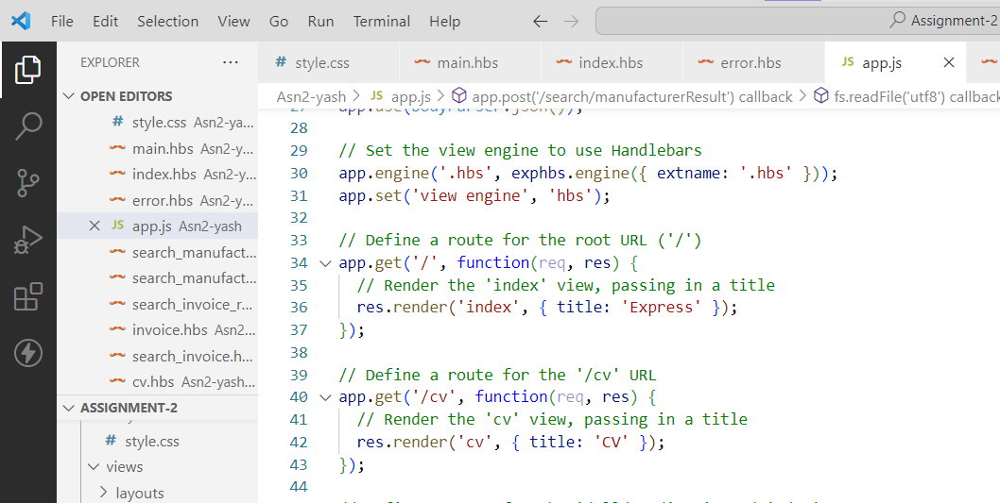 File Edit Selection View Go Run Terminal Help Assignment-2
EXPLORER ...
# style.css
main.hbs
index.hbs
error.hbs
JS app.js
OPEN EDITORS
# style.css Asn2-ya...
main.hbs Asn2-y...
index.hbs Asn2-y...
error.hbs Asn2-y...
JS app.js Asn2-yash
search_manufact...
search_manufact...
search_invoice_r...
invoice.hbs Asn2...
search_invoice.h...
cv.hbs Asn2-yash...
ASSIGNMENT-2
# style.css
views
layouts
Asn2-yash > JS app.js > app.post('/search/manufacturerResult') callback > fs.readFile('utf8') callback
27 app.use(bodyParser.json());
28
29 // Set the view engine to use Handlebars
30 app.engine('.hbs', exphbs.engine({ extname: '.hbs' }));
31 app.set('view engine', 'hbs');
32
33 // Define a route for the root URL ('/')
34 app.get('/', function(req, res) {
35 // Render the 'index' view, passing in a title
36 res.render('index', { title: 'Express' });
37 });
38
39 // Define a route for the '/cv' URL
40 app.get('/cv', function(req, res) {
41 // Render the 'cv' view, passing in a title
42 res.render('cv', { title: 'CV' });
43 });
44